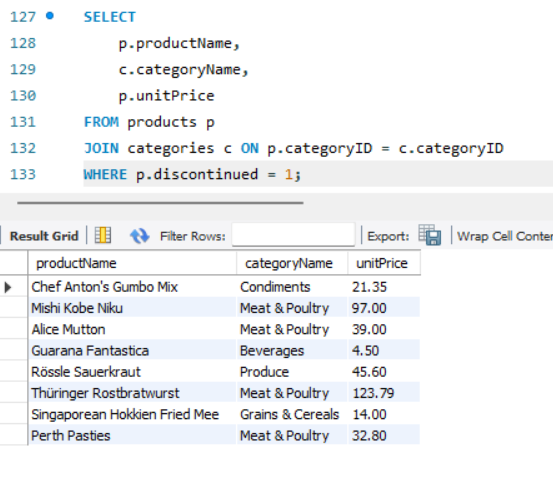 127 SELECT
128 p.productName,
129 c.categoryName,
130 p.unitPrice
131 FROM products p
132 JOIN categories c ON p.categoryID = c.categoryID
133 WHERE p.discontinued = 1;
Result Grid Filter Rows: Export: Wrap Cell Conten
productName categoryName unitPrice
Chef Anton's Gumbo Mix Condiments 21.35
Mishi Kobe Niku Meat & Poultry 97.00
Alice Mutton Meat & Poultry 39.00
Guarana Fantastica Beverages 4.50
Rössle Sauerkraut Produce 45.60
Thüringer Rostbratwurst Meat & Poultry 123.79
Singaporean Hokkien Fried Mee Grains & Cereals 14.00
Perth Pasties Meat & Poultry 32.80